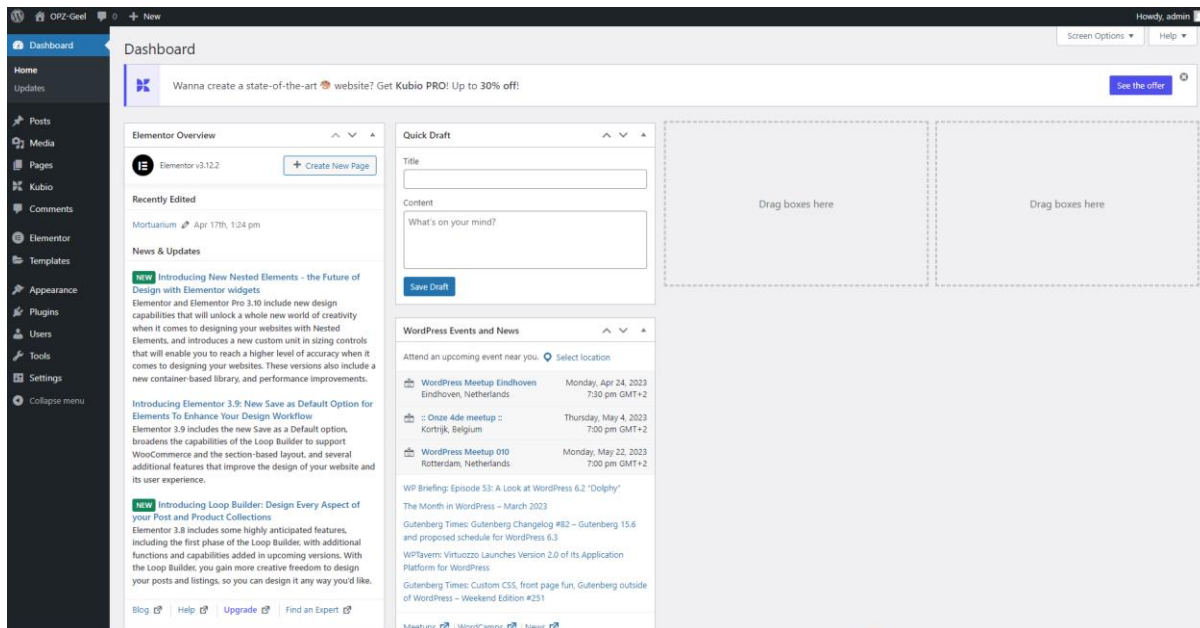 OPZ-Geel 0 + New Howdy, admin
Screen Options Help
Dashboard
Home
Updates
Posts
Media
Pages
Kubio
Comments
Elementor
Templates
Appearance
Plugins
Users
Tools
Settings
Collapse menu
Dashboard
Wanna create a state-of-the-art website? Get Kubio PRO! Up to 30% off!
See the offer
Elementor Overview
Elementor v3.12.2
+ Create New Page
Recently Edited
Mortuarium Apr 17th, 1:24 pm
News & Updates
NEW Introducing New Nested Elements - the Future of
Design with Elementor widgets
Elementor and Elementor Pro 3.10 include new design
capabilities that will unlock a whole new world of creativity
when it comes to designing your websites with Nested
Elements, and introduces a new custom unit in sizing controls
that will enable you to reach a higher level of accuracy when it
comes to designing your websites. These versions also include a
new container-based library, and performance improvements.
Introducing Elementor 3.9: New Save as Default Option for
Elements To Enhance Your Design Workflow
Elementor 3.9 includes the new Save as a Default option,
broadens the capabilities of the Loop Builder to support
WooCommerce and the section-based layout, and several
additional features that improve the design of your website and
its user experience.
NEW Introducing Loop Builder: Design Every Aspect of
your Post and Product Collections
Elementor 3.8 includes some highly anticipated features,
including the first phase of the Loop Builder, with additional
functions and capabilities added in upcoming versions. With
the Loop Builder, you gain more creative freedom to design
your posts and listings, so you can design it any way you'd like.
Blog Help Upgrade Find an Expert
Quick Draft
Title
Content
What's on your mind?
Save Draft
WordPress Events and News
Attend an upcoming event near you. Select location
WordPress Meetup Eindhoven Monday, Apr 24, 2023
Eindhoven, Netherlands 7:30 pm GMT+2
:: Onze 4de meetup :: Thursday, May 4, 2023
Kortrijk, Belgium 7:00 pm GMT+2
WordPress Meetup 010 Monday, May 22, 2023
Rotterdam, Netherlands 7:00 pm GMT+2
WP Briefing: Episode 53: A Look at WordPress 6.2 "Dolphy"
The Month in WordPress – March 2023
Gutenberg Times: Gutenberg Changelog #82 – Gutenberg 15.6
and proposed schedule for WordPress 6.3
WPTavern: Virtuozzo Launches Version 2.0 of Its Application
Platform for WordPress
Gutenberg Times: Custom CSS, front page fun, Gutenberg outside
of WordPress – Weekend Edition #251
Meetups WordCamps News
Drag boxes here
Drag boxes here